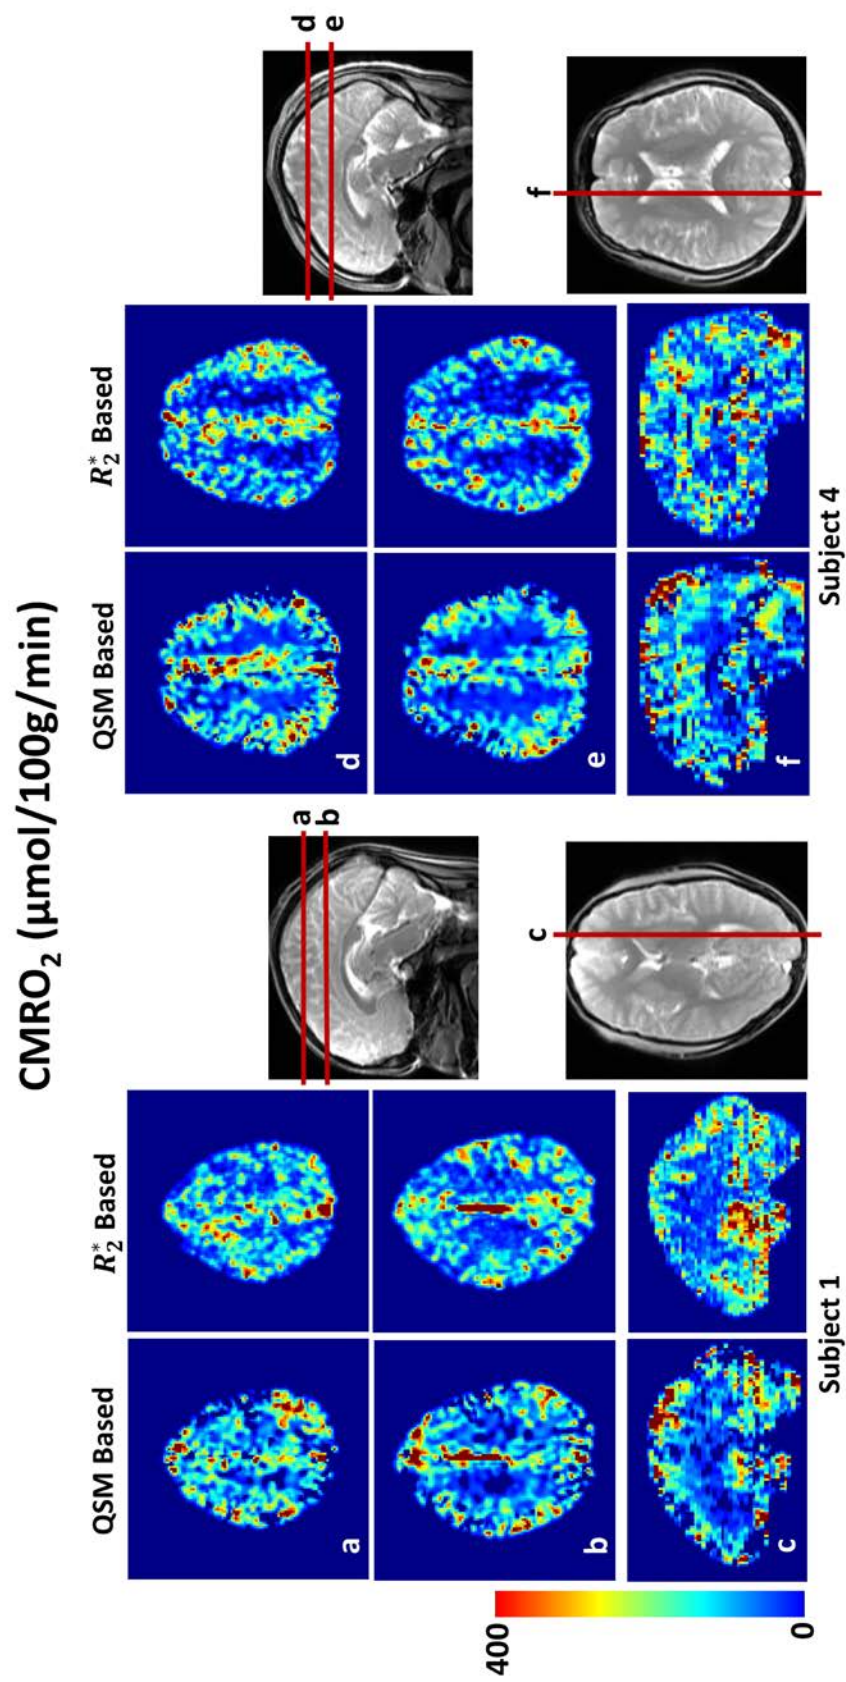 CMRO₂ (μmol/100g/min)
QSM Based
R₂* Based
QSM Based
R₂* Based
400
0
a
b
c
a
b
c
d
e
f
d
e
f
Subject 1
Subject 4